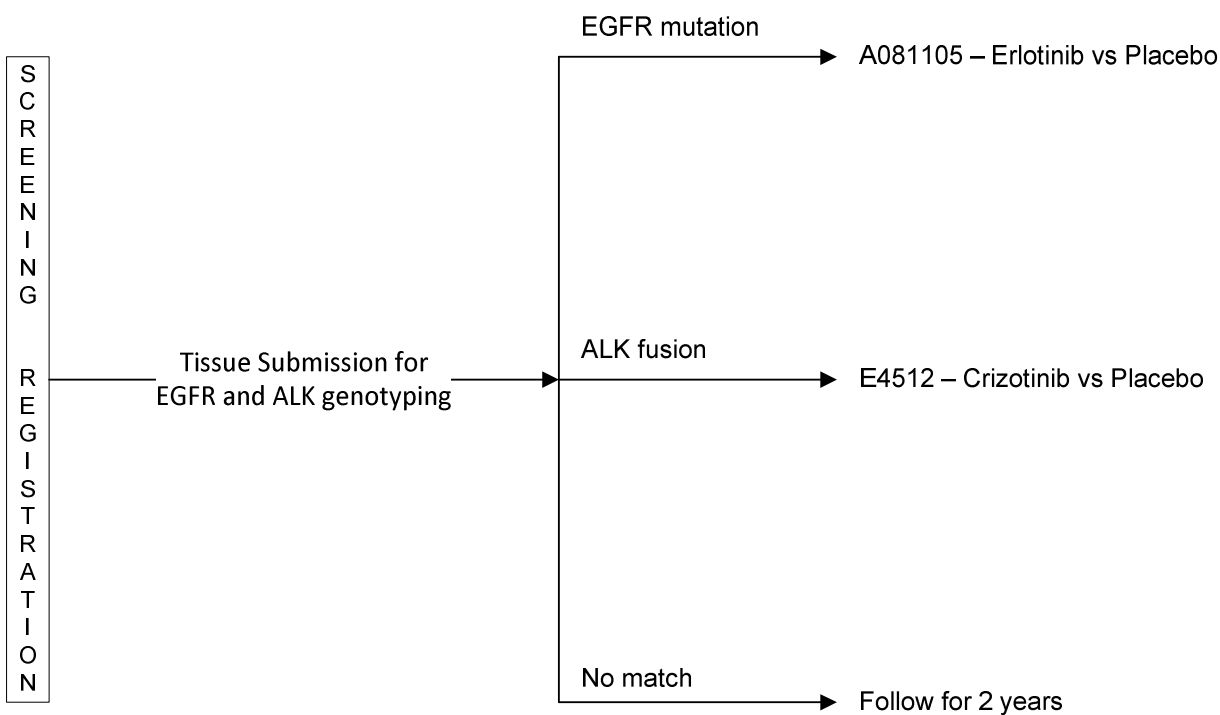 SCREENING REGISTRATION
Tissue Submission for
EGFR and ALK genotyping
EGFR mutation
A081105 – Erlotinib vs Placebo
ALK fusion
E4512 – Crizotinib vs Placebo
No match
Follow for 2 years